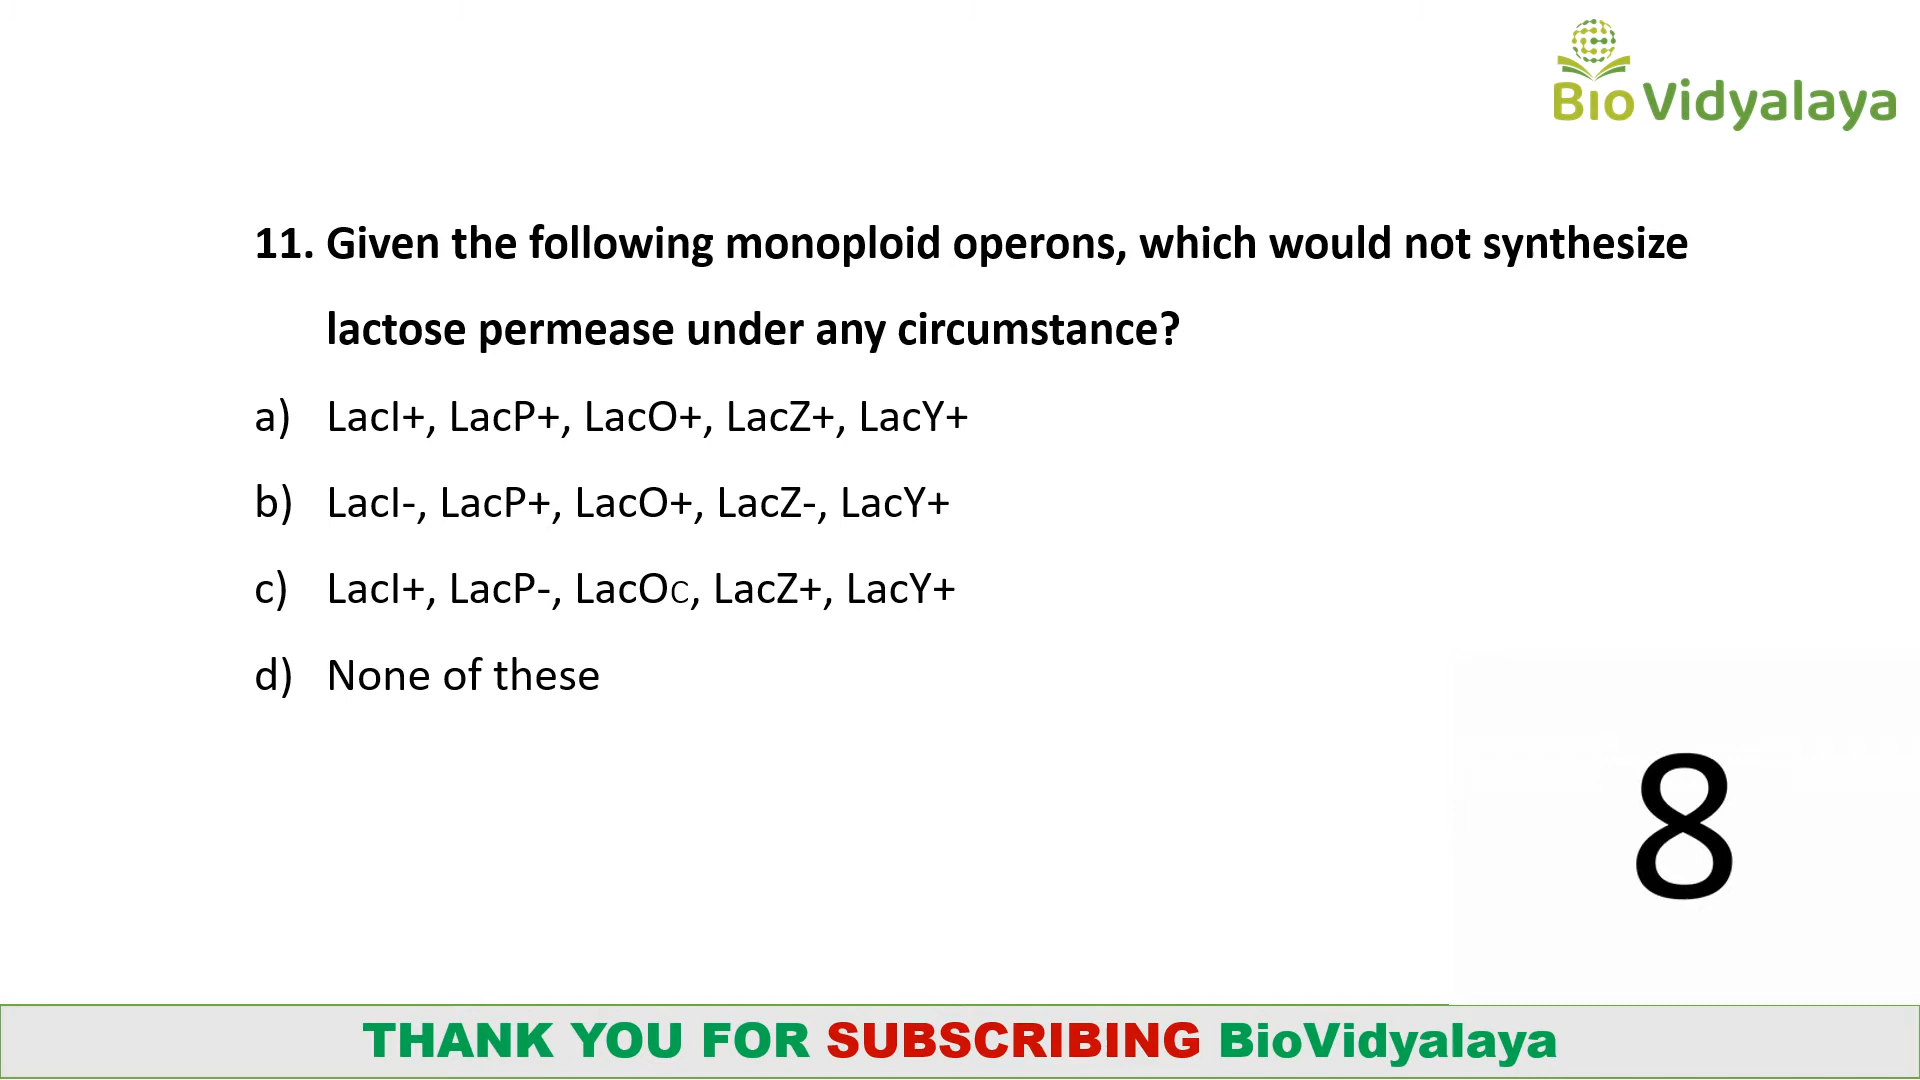 Bio Vidyalaya
11. Given the following monoploid operons, which would not synthesize
lactose permease under any circumstance?
a) LacI+, LacP+, LacO+, LacZ+, LacY+
b) LacI-, LacP+, LacO+, LacZ-, LacY+
c) LacI+, LacP-, LacOc, LacZ+, LacY+
d) None of these
8
THANK YOU FOR SUBSCRIBING BioVidyalaya